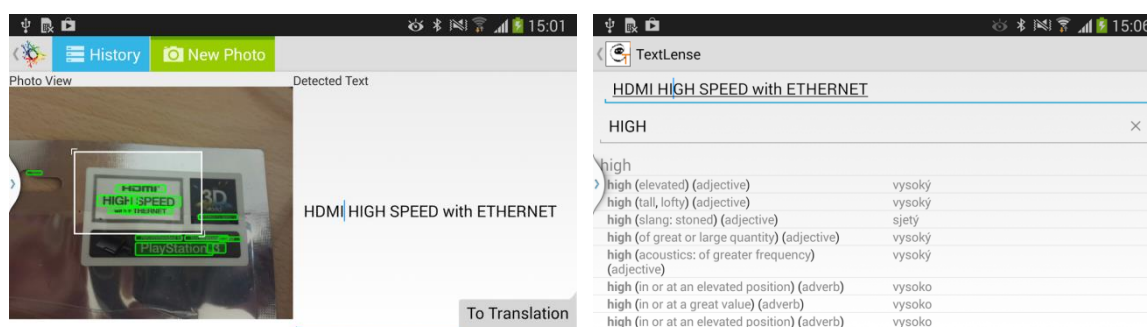 15:01
History
New Photo
Photo View
Detected Text
HDMI
HIGH SPEED
with ETHERNET
3D
PlayStation 3
HDMI HIGH SPEED with ETHERNET
To Translation
15:06
TextLense
HDMI HIGH SPEED with ETHERNET
HIGH
high
high (elevated) (adjective) vysoký
high (tall, lofty) (adjective) vysoký
high (slang: stoned) (adjective) sjetý
high (of great or large quantity) (adjective) vysoký
high (acoustics: of greater frequency) vysoký
(adjective)
high (in or at an elevated position) (adverb) vysoko
high (in or at a great value) (adverb) vysoko
high (in or at an elevated position) (adverb) vysoko